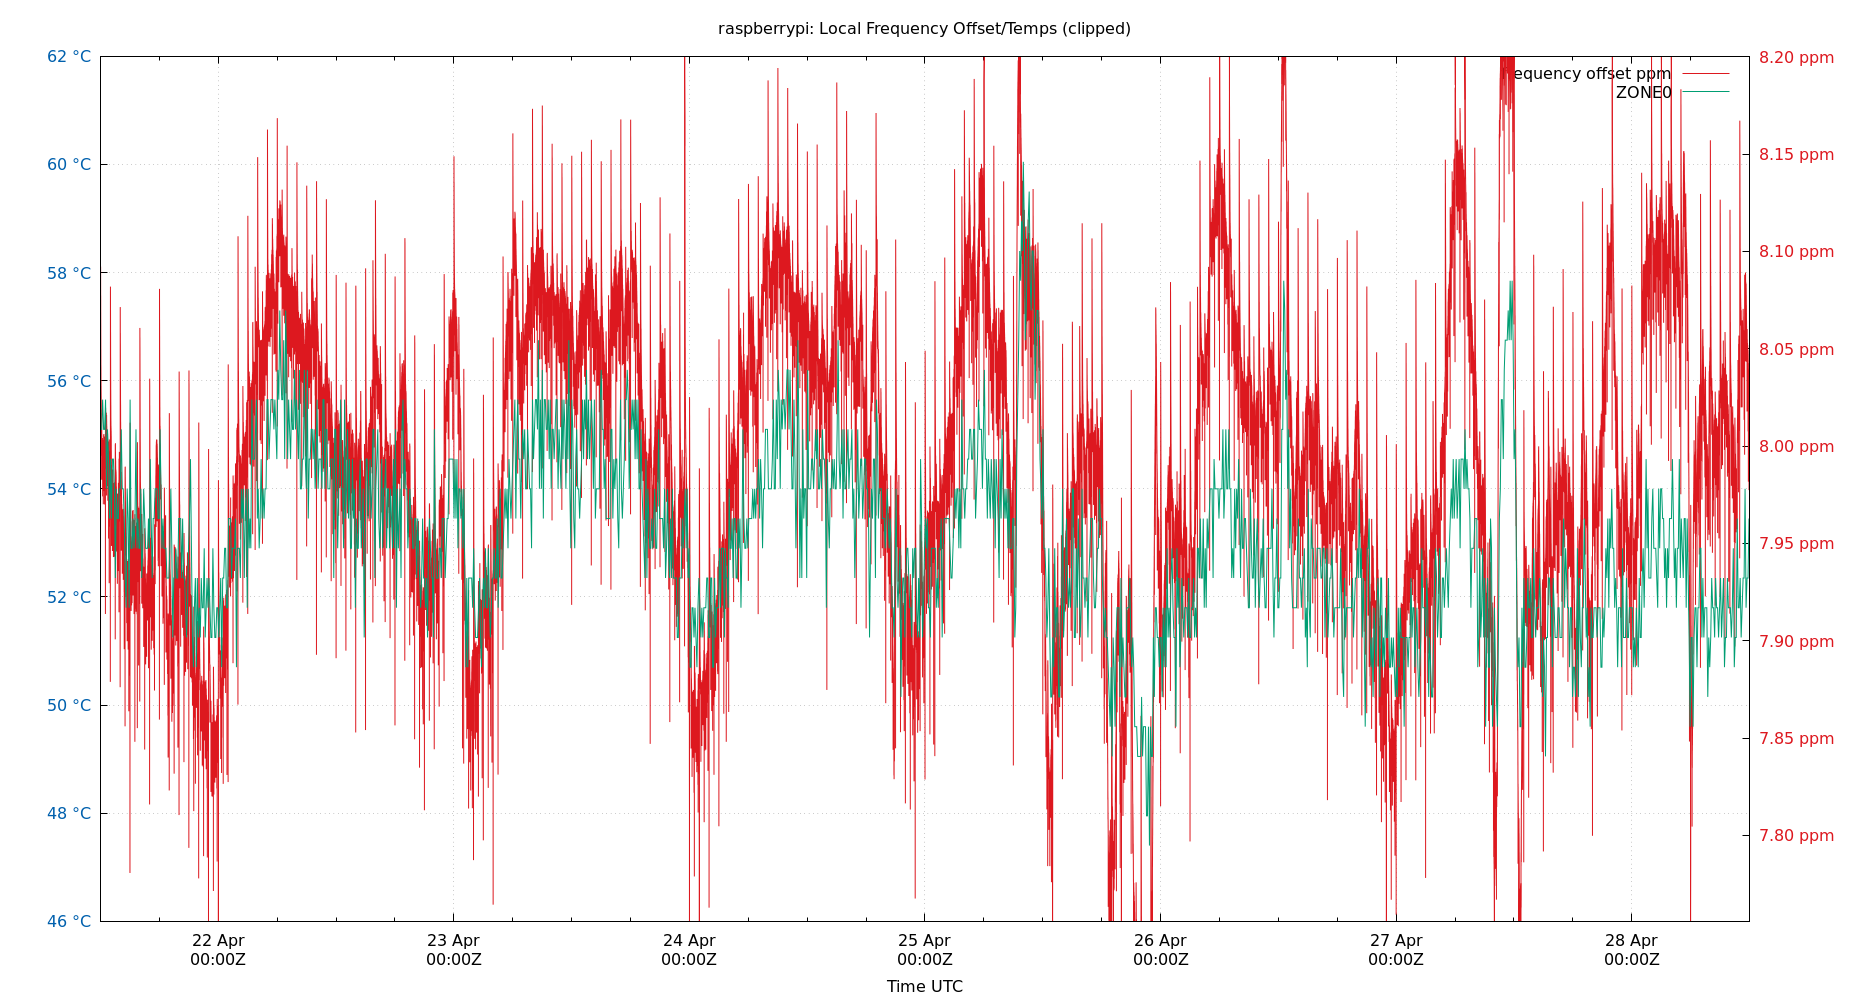 raspberrypi: Local Frequency Offset/Temps (clipped)
62 °C
60 °C
58 °C
56 °C
54 °C
52 °C
50 °C
48 °C
46 °C
8.20 ppm
8.15 ppm
8.10 ppm
8.05 ppm
8.00 ppm
7.95 ppm
7.90 ppm
7.85 ppm
7.80 ppm
equency offset ppm
ZONE0
22 Apr
00:00Z
23 Apr
00:00Z
24 Apr
00:00Z
25 Apr
00:00Z
26 Apr
00:00Z
27 Apr
00:00Z
28 Apr
00:00Z
Time UTC